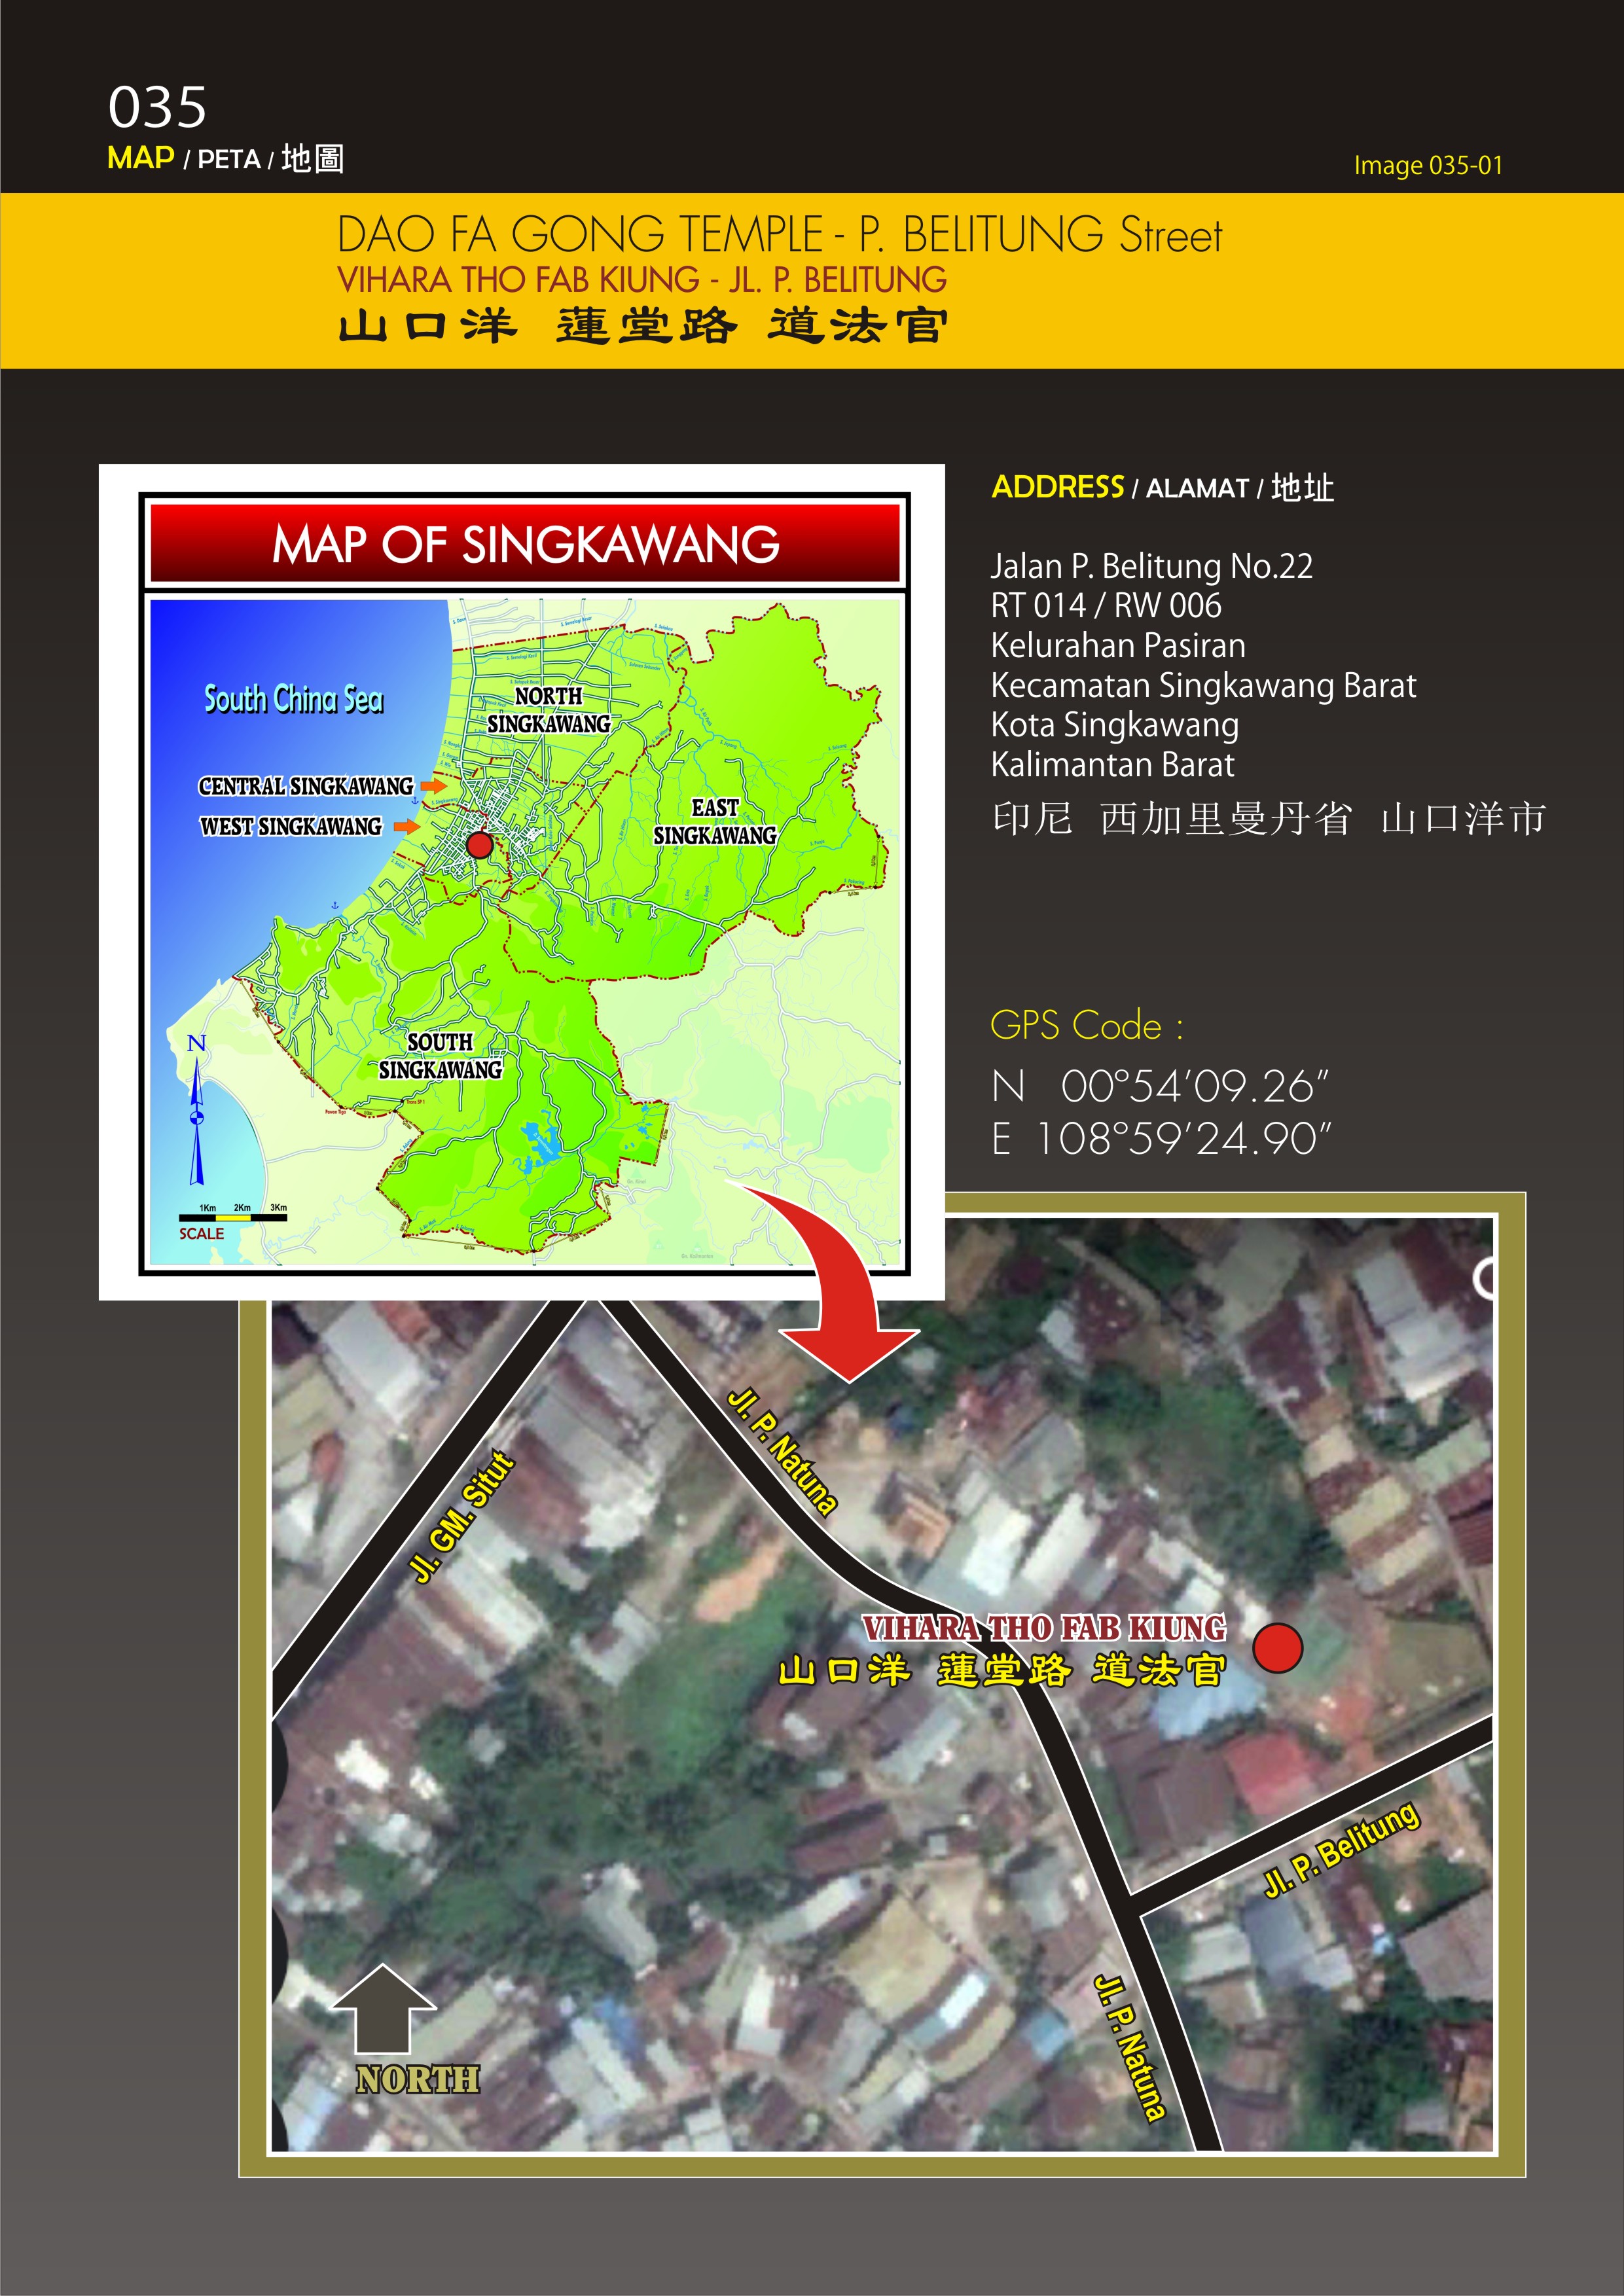 035
MAP / PETA / 地圖
Image 035-01
DAO FA GONG TEMPLE - P. BELITUNG Street
VIHARA THO FAB KIUNG - JL. P. BELITUNG
山口洋 蓮堂路 道法官
MAP OF SINGKAWANG
South China Sea
NORTH
SINGKAWANG
CENTRAL SINGKAWANG
WEST SINGKAWANG
EAST
SINGKAWANG
SOUTH
SINGKAWANG
N
1Km 2Km 3Km
SCALE
ADDRESS / ALAMAT / 地址
Jalan P. Belitung No.22
RT 014 / RW 006
Kelurahan Pasiran
Kecamatan Singkawang Barat
Kota Singkawang
Kalimantan Barat
印尼 西加里曼丹省 山口洋市
GPS Code :
N 00°54'09.26"
E 108°59'24.90"
Jl. GM. Situt
Jl. P. Natuna
VIHARA THO FAB KIUNG
山口洋 蓮堂路 道法官
Jl. P. Belitung
Jl. P. Natuna
NORTH